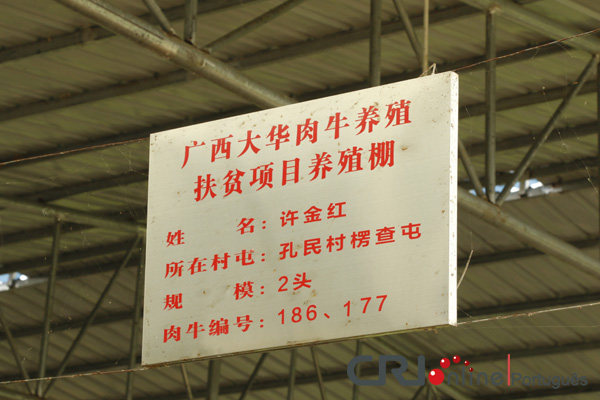 广西大华肉牛养殖
扶贫项目养殖棚
姓 名：许金红
所在村屯：孔民村楞查屯
规 模：2头
肉牛编号：186、177
CRI Online | Português